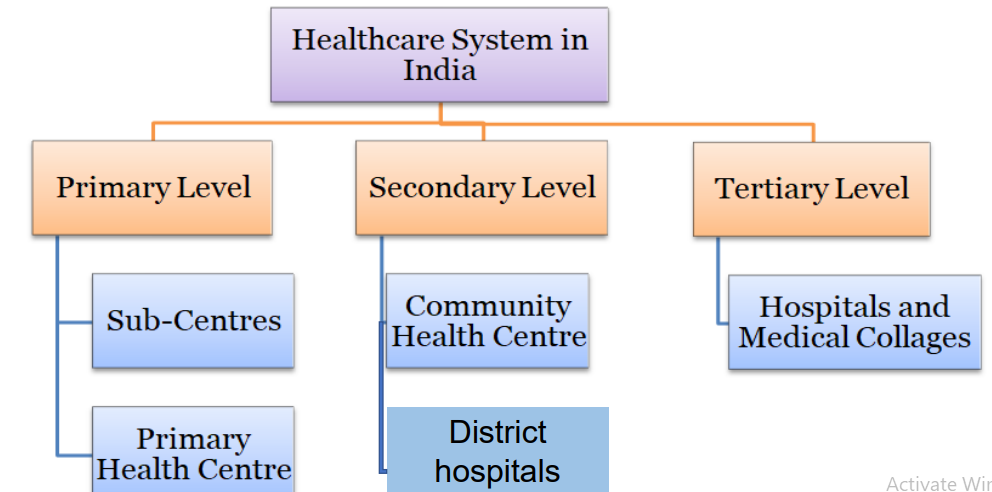 Healthcare System in
India
Primary Level
Secondary Level
Tertiary Level
Sub-Centres
Community
Health Centre
Hospitals and
Medical Collages
Primary
Health Centre
District
hospitals
Activate Wir